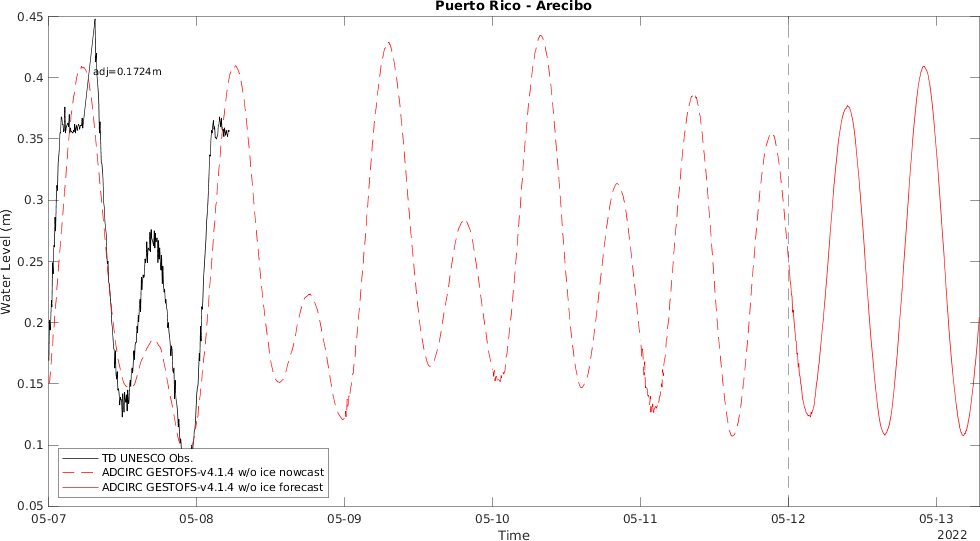 Puerto Rico - Arecibo
0.45
0.4
0.35
0.3
0.25
0.2
0.15
0.1
0.05
Water Level (m)
adj=0.1724m
TD UNESCO Obs.
ADCIRC GESTOFS-v4.1.4 w/o ice nowcast
ADCIRC GESTOFS-v4.1.4 w/o ice forecast
05-07 05-08 05-09 05-10 05-11 05-12 05-13
Time
2022